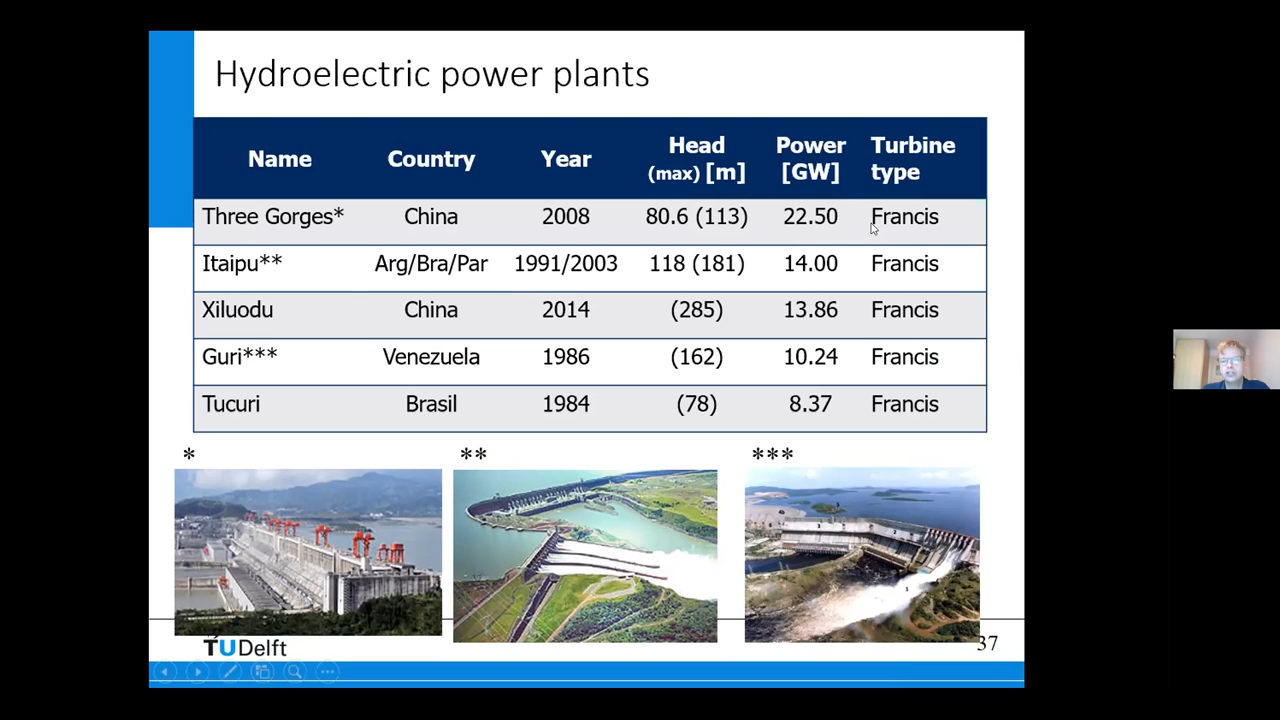 Hydroelectric power plants
Name Country Year Head (max) [m] Power [GW] Turbine type
Three Gorges* China 2008 80.6 (113) 22.50 Francis
Itaipu** Arg/Bra/Par 1991/2003 118 (181) 14.00 Francis
Xiluodu China 2014 (285) 13.86 Francis
Guri*** Venezuela 1986 (162) 10.24 Francis
Tucuri Brasil 1984 (78) 8.37 Francis
* ** ***
TUDelft
37